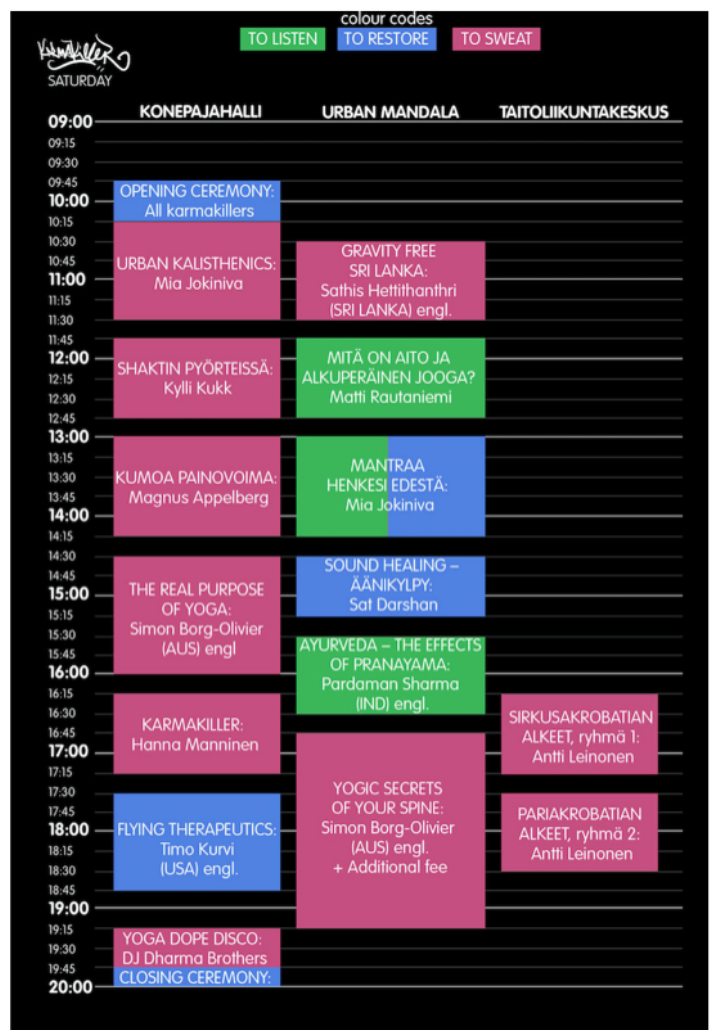 colour codes
TO LISTEN TO RESTORE TO SWEAT
KARMAKILLER
SATURDAY
KONEPAJAHALLI URBAN MANDALA TAITOLIIKUNTAKESKUS
09:00
09:15
09:30
09:45
10:00
10:15
10:30
10:45
11:00
11:15
11:30
11:45
12:00
12:15
12:30
12:45
13:00
13:15
13:30
13:45
14:00
14:15
14:30
14:45
15:00
15:15
15:30
15:45
16:00
16:15
16:30
16:45
17:00
17:15
17:30
17:45
18:00
18:15
18:30
18:45
19:00
19:15
19:30
19:45
20:00
OPENING CEREMONY:
All karmakillers
URBAN KALISTHENICS:
Mia Jokiniva
SHAKTIN PYÖRTEISSÄ:
Kylli Kukk
KUMOA PAINOVOIMA:
Magnus Appelberg
THE REAL PURPOSE
OF YOGA:
Simon Borg-Olivier
(AUS) engl
KARMAKILLER:
Hanna Manninen
FLYING THERAPEUTICS:
Timo Kurvi
(USA) engl.
YOGA DOPE DISCO:
DJ Dharma Brothers
CLOSING CEREMONY:
GRAVITY FREE
SRI LANKA:
Sathis Hettithanthri
(SRI LANKA) engl.
MITÄ ON AITO JA
ALKUPERÄINEN JOOGA?
Matti Rautaniemi
MANTRAA
HENKESI EDESTÄ:
Mia Jokiniva
SOUND HEALING –
ÄÄNIKYLPY:
Sat Darshan
AYURVEDA – THE EFFECTS
OF PRANAYAMA:
Pardaman Sharma
(IND) engl.
YOGIC SECRETS
OF YOUR SPINE:
Simon Borg-Olivier
(AUS) engl.
+ Additional fee
SIRKUSAKROBATIAN
ALKEET, ryhmä 1:
Antti Leinonen
PARIAKROBATIAN
ALKEET, ryhmä 2:
Antti Leinonen